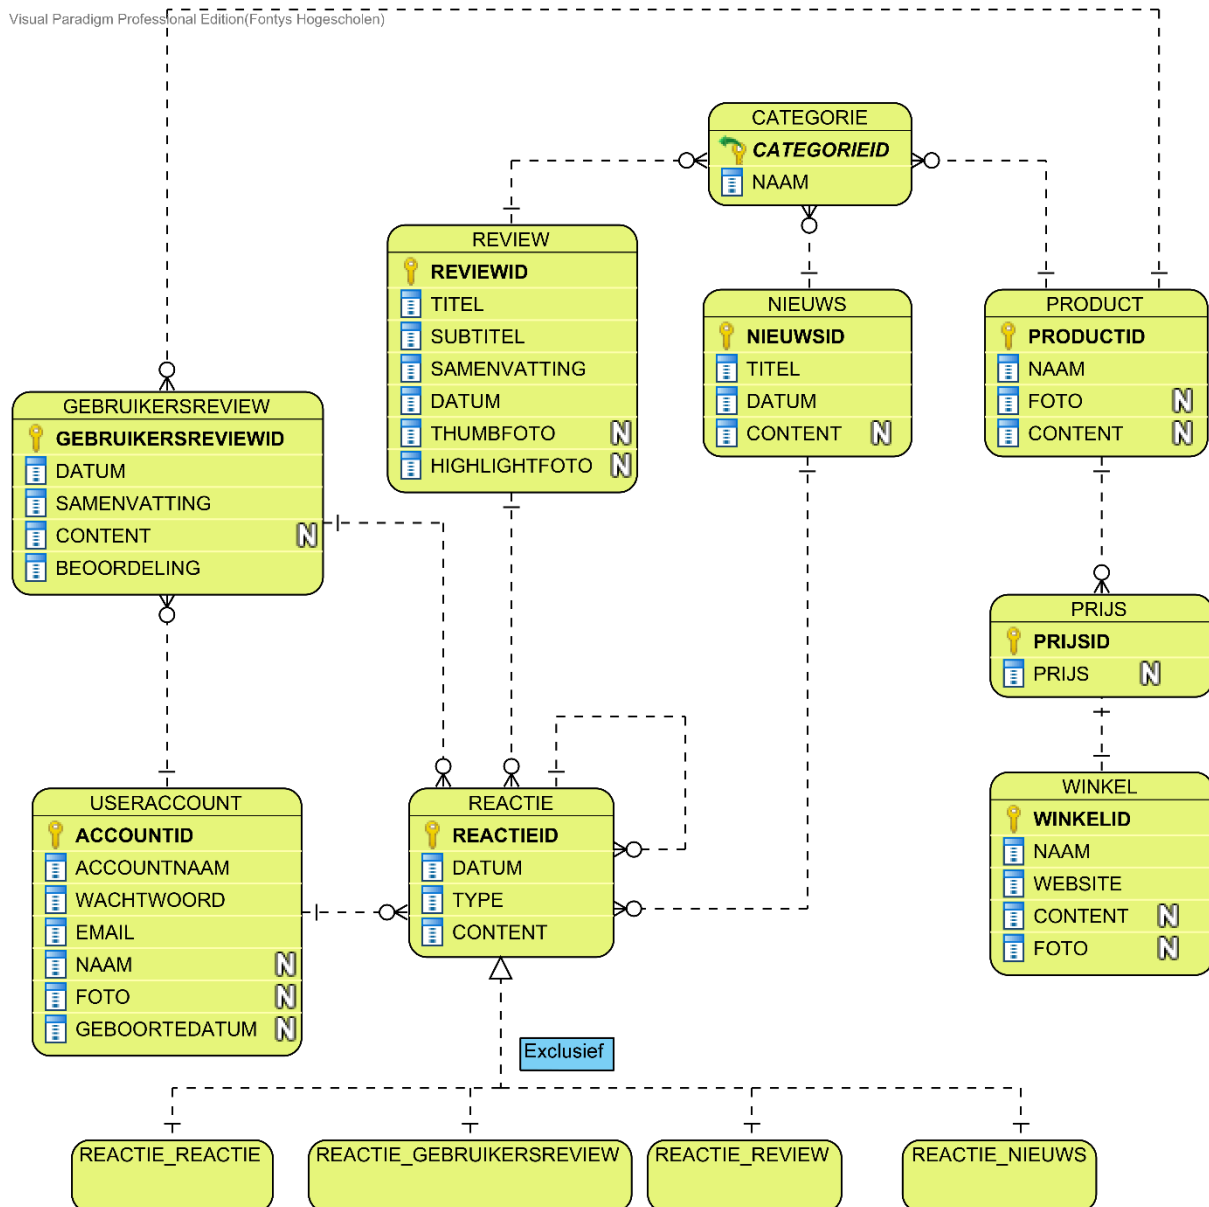 Visual Paradigm Professional Edition(Fontys Hogescholen)
CATEGORIE
CATEGORIEID
NAAM
REVIEW
REVIEWID
TITEL
SUBTITEL
SAMENVATTING
DATUM
THUMBFOTO N
HIGHLIGHTFOTO N
NIEUWS
NIEUWSID
TITEL
DATUM
CONTENT N
PRODUCT
PRODUCTID
NAAM
FOTO N
CONTENT N
GEBRUIKERSREVIEW
GEBRUIKERSREVIEWID
DATUM
SAMENVATTING
CONTENT N
BEOORDELING
PRIJS
PRIJSID
PRIJS N
USERACCOUNT
ACCOUNTID
ACCOUNTNAAM
WACHTWOORD
EMAIL
NAAM N
FOTO N
GEBOORTEDATUM N
REACTIE
REACTIEID
DATUM
TYPE
CONTENT
WINKEL
WINKELID
NAAM
WEBSITE
CONTENT N
FOTO N
Exclusief
REACTIE_REACTIE
REACTIE_GEBRUIKERSREVIEW
REACTIE_REVIEW
REACTIE_NIEUWS